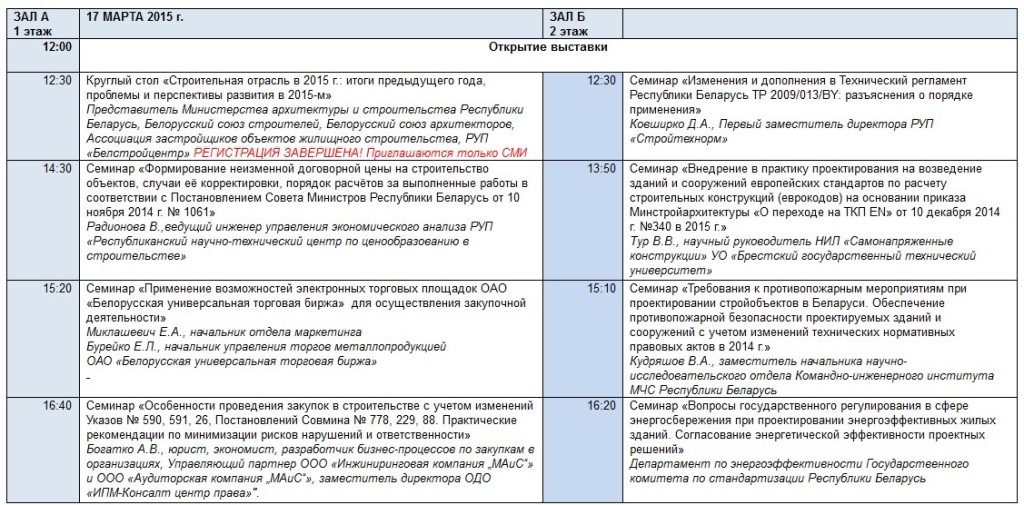 ЗАЛ А
1 этаж
17 МАРТА 2015 г.
ЗАЛ Б
2 этаж
12:00
Открытие выставки
12:30
Круглый стол «Строительная отрасль в 2015 г.: итоги предыдущего года,
проблемы и перспективы развития в 2015-м»
Представитель Министерства архитектуры и строительства Республики
Беларусь, Белорусский союз строителей, Белорусский союз архитекторов,
Ассоциация застройщиков объектов жилищного строительства, РУП
«Белстройцентр» РЕГИСТРАЦИЯ ЗАВЕРШЕНА! Приглашаются только СМИ
12:30
Семинар «Изменения и дополнения в Технический регламент
Республики Беларусь ТР 2009/013/BY: разъяснения о порядке
применения»
Ковширко Д.А., Первый заместитель директора РУП
«Стройтехнорм»
14:30
Семинар «Формирование неизменной договорной цены на строительство
объектов, случаи её корректировки, порядок расчётов за выполненные работы в
соответствии с Постановлением Совета Министров Республики Беларусь от 10
ноября 2014 г. № 1061»
Радионова В.,ведущий инженер управления экономического анализа РУП
«Республиканский научно-технический центр по ценообразованию в
строительстве»
13:50
Семинар «Внедрение в практику проектирования на возведение
зданий и сооружений европейских стандартов по расчету
строительных конструкций (еврокодов) на основании приказа
Минстройархитектуры «О переходе на ТКП EN» от 10 декабря 2014
г. №340 в 2015 г.»
Тур В.В., научный руководитель НИЛ «Самонапряженные
конструкции» УО «Брестский государственный технический
университет»
15:20
Семинар «Применение возможностей электронных торговых площадок ОАО
«Белорусская универсальная торговая биржа»  для осуществления закупочной
деятельности»
Миклашевич Е.А., начальник отдела маркетинга
Бурейко Е.Л., начальник управления торгов металлопродукцией
ОАО «Белорусская универсальная торговая биржа»
-
15:10
Семинар «Требования к противопожарным мероприятиям при
проектировании стройобъектов в Беларуси. Обеспечение
противопожарной безопасности проектируемых зданий и
сооружений с учетом изменений технических нормативных
правовых актов в 2014 г.»
Кудряшов В.А., заместитель начальника научно-
исследовательского отдела Командно-инженерного института
МЧС Республики Беларусь
16:40
Семинар «Особенности проведения закупок в строительстве с учетом изменений
Указов № 590, 591, 26, Постановлений Совмина № 778, 229, 88. Практические
рекомендации по минимизации рисков нарушений и ответственности»
Богатко А.В., юрист, экономист, разработчик бизнес-процессов по закупкам в
организациях, Управляющий партнер ООО «Инжиниринговая компания „МАиС“»
и ООО «Аудиторская компания „МАиС“», заместитель директора ОДО
«ИПМ-Консалт центр права»".
16:20
Семинар «Вопросы государственного регулирования в сфере
энергосбережения при проектировании энергоэффективных жилых
зданий. Согласование энергетической эффективности проектных
решений»
Департамент по энергоэффективности Государственного
комитета по стандартизации Республики Беларусь